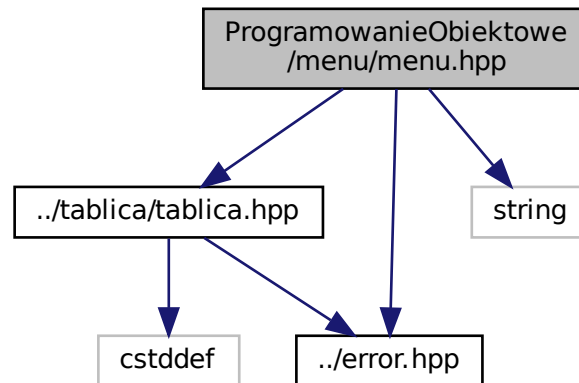 ProgramowanieObiektowe
/menu/menu.hpp
../tablica/tablica.hpp
string
cstddef
../error.hpp